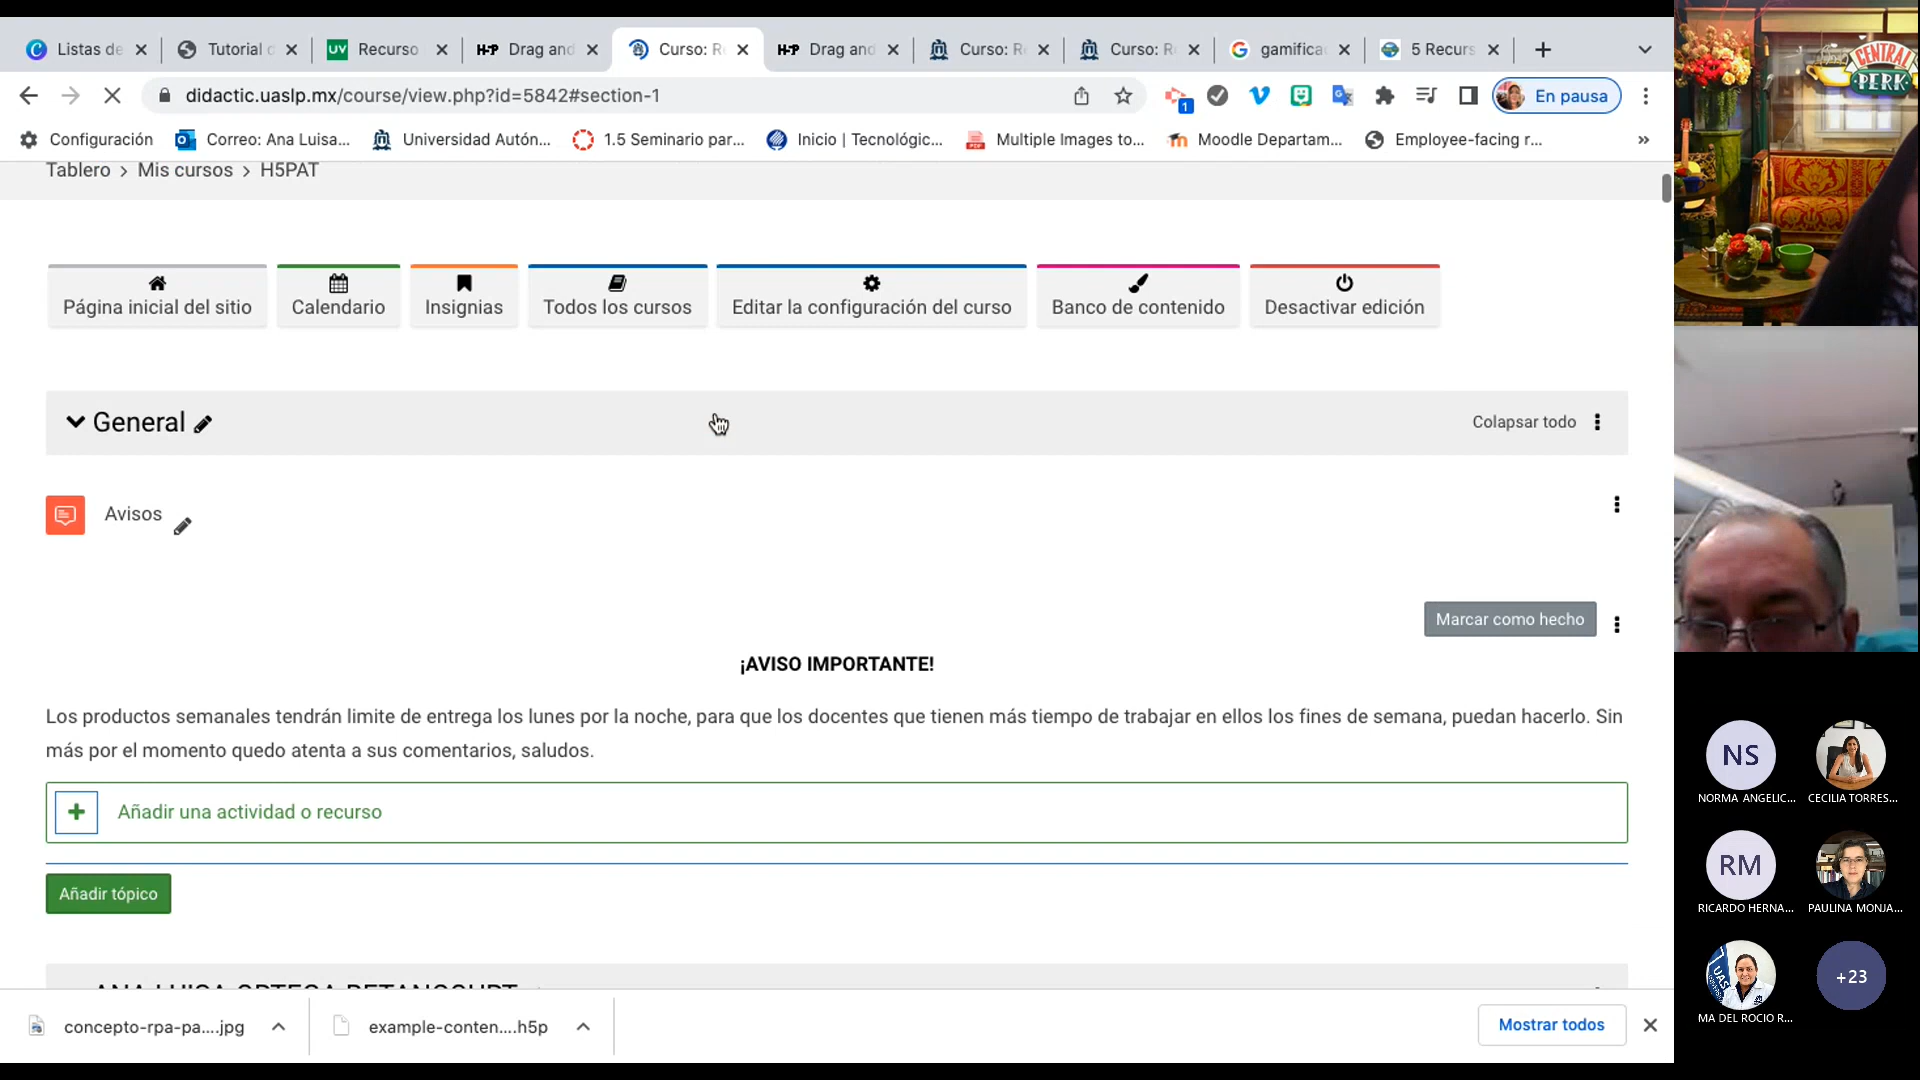 Listas de
Tutorial d
Recurso
Drag and
Curso: R
Drag and
Curso: R
Curso: R
gamifica
5 Recurs
didactic.uaslp.mx/course/view.php?id=5842#section-1
1
En pausa
Configuración
Correo: Ana Luisa...
Universidad Autón...
1.5 Seminario par...
Inicio | Tecnológic...
Multiple Images to...
Moodle Departam...
Employee-facing r...
»
Tablero > Mis cursos > H5PAT
Página inicial del sitio
Calendario
Insignias
Todos los cursos
Editar la configuración del curso
Banco de contenido
Desactivar edición
General
Colapsar todo
Avisos
Marcar como hecho
¡AVISO IMPORTANTE!
Los productos semanales tendrán limite de entrega los lunes por la noche, para que los docentes que tienen más tiempo de trabajar en ellos los fines de semana, puedan hacerlo. Sin
más por el momento quedo atenta a sus comentarios, saludos.
+ Añadir una actividad o recurso
Añadir tópico
ANA LUISA ORTEGA BETANCOURT
concepto-rpa-pa....jpg
example-conten....h5p
Mostrar todos
CENTRAL
PERK
NS
NORMA ANGELIC...
CECILIA TORRES...
RM
RICARDO HERNA...
PAULINA MONJA...
MA DEL ROCIO R...
+23